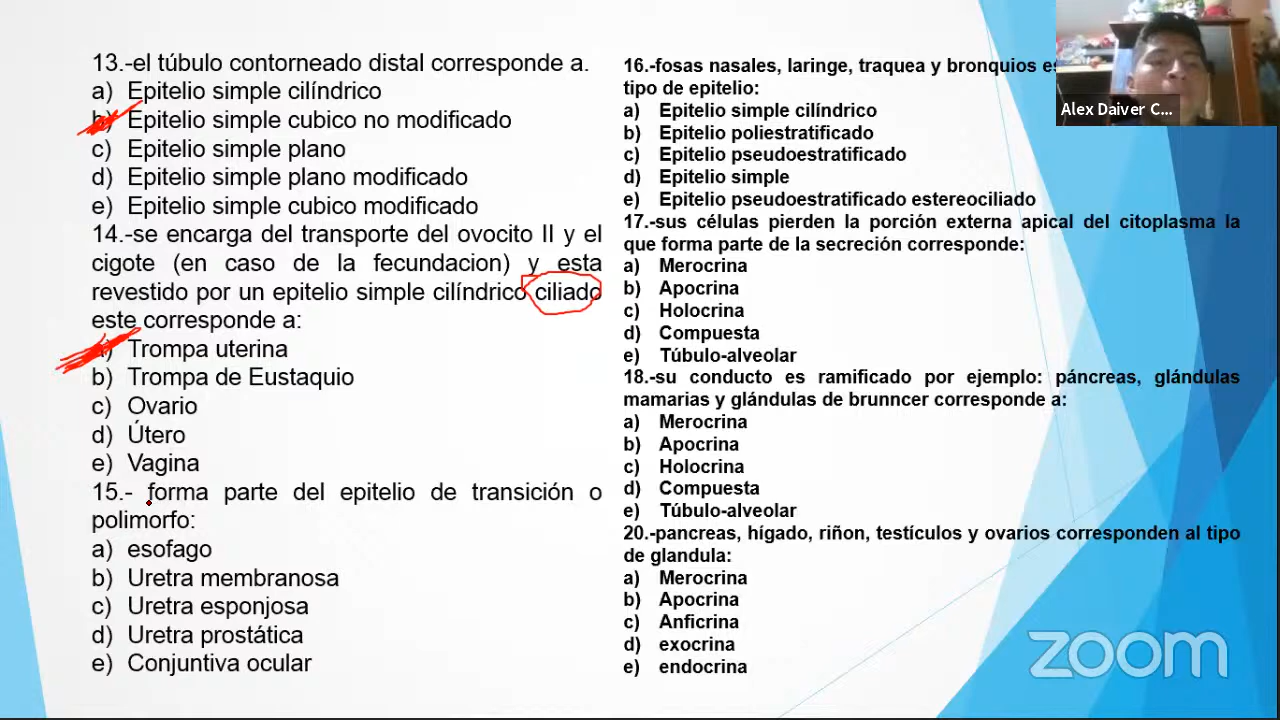 13.-el túbulo contorneado distal corresponde a.
a) Epitelio simple cilíndrico
b) Epitelio simple cubico no modificado
c) Epitelio simple plano
d) Epitelio simple plano modificado
e) Epitelio simple cubico modificado
14.-se encarga del transporte del ovocito II y el
cigote (en caso de la fecundacion) y esta
revestido por un epitelio simple cilíndrico ciliado
este corresponde a:
a) Trompa uterina
b) Trompa de Eustaquio
c) Ovario
d) Útero
e) Vagina
15.- forma parte del epitelio de transición o
polimorfo:
a) esofago
b) Uretra membranosa
c) Uretra esponjosa
d) Uretra prostática
e) Conjuntiva ocular
16.-fosas nasales, laringe, traquea y bronquios
tipo de epitelio:
a) Epitelio simple cilíndrico
b) Epitelio poliestratificado
c) Epitelio pseudoestratificado
d) Epitelio simple
e) Epitelio pseudoestratificado estereociliado
17.-sus células pierden la porción externa apical del citoplasma la
que forma parte de la secreción corresponde:
a) Merocrina
b) Apocrina
c) Holocrina
d) Compuesta
e) Túbulo-alveolar
18.-su conducto es ramificado por ejemplo: páncreas, glándulas
mamarias y glándulas de brunncer corresponde a:
a) Merocrina
b) Apocrina
c) Holocrina
d) Compuesta
e) Túbulo-alveolar
20.-pancreas, hígado, riñon, testículos y ovarios corresponden al tipo
de glandula:
a) Merocrina
b) Apocrina
c) Anficrina
d) exocrina
e) endocrina
Alex Daiver C...
zoom